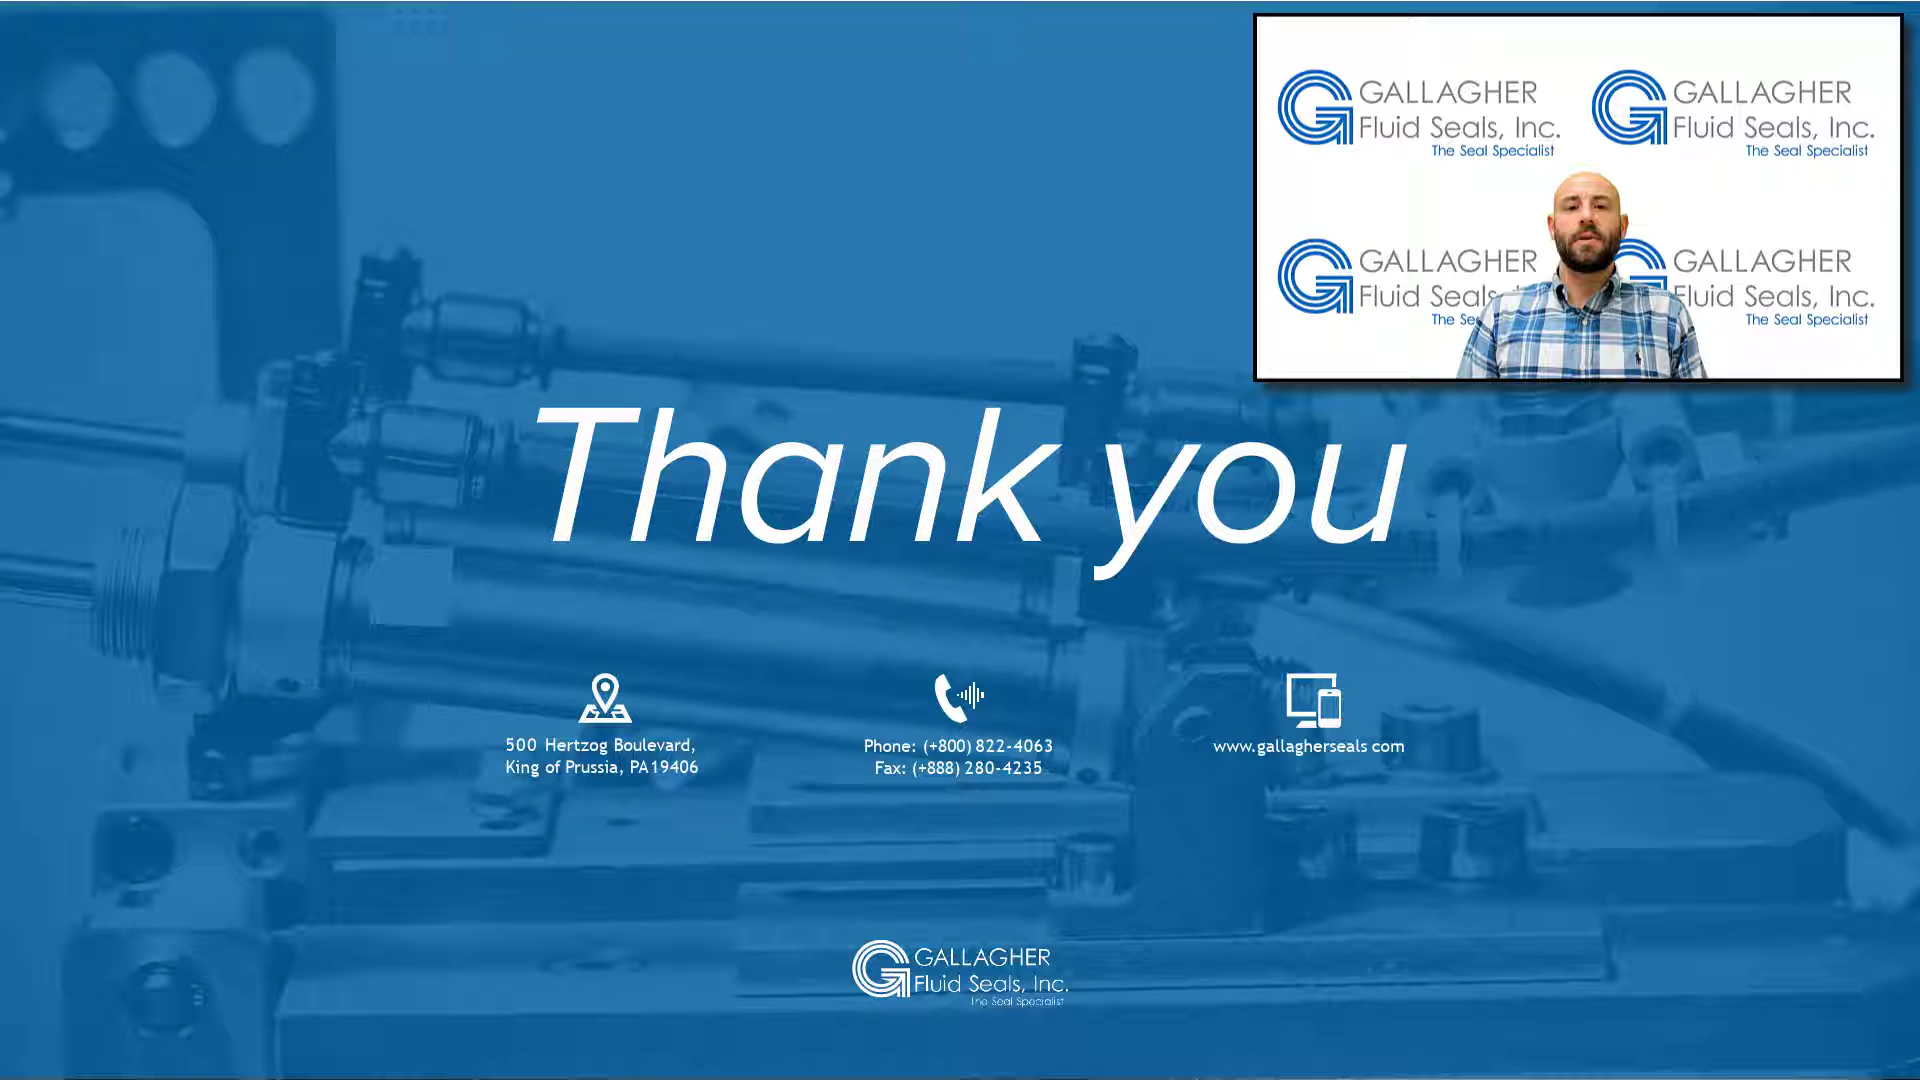 GALLAGHER
Fluid Seals, Inc.
The Seal Specialist
GALLAGHER
Fluid Seals, Inc.
The Seal Specialist
GALLAGHER
Fluid Seals
The Se
GALLAGHER
Fluid Seals, Inc.
The Seal Specialist
Thank you
500 Hertzog Boulevard,
King of Prussia, PA19406
Phone: (+800) 822-4063
Fax: (+888) 280-4235
www.gallagherseals com
GALLAGHER
Fluid Seals, Inc.
The Seal Specialist